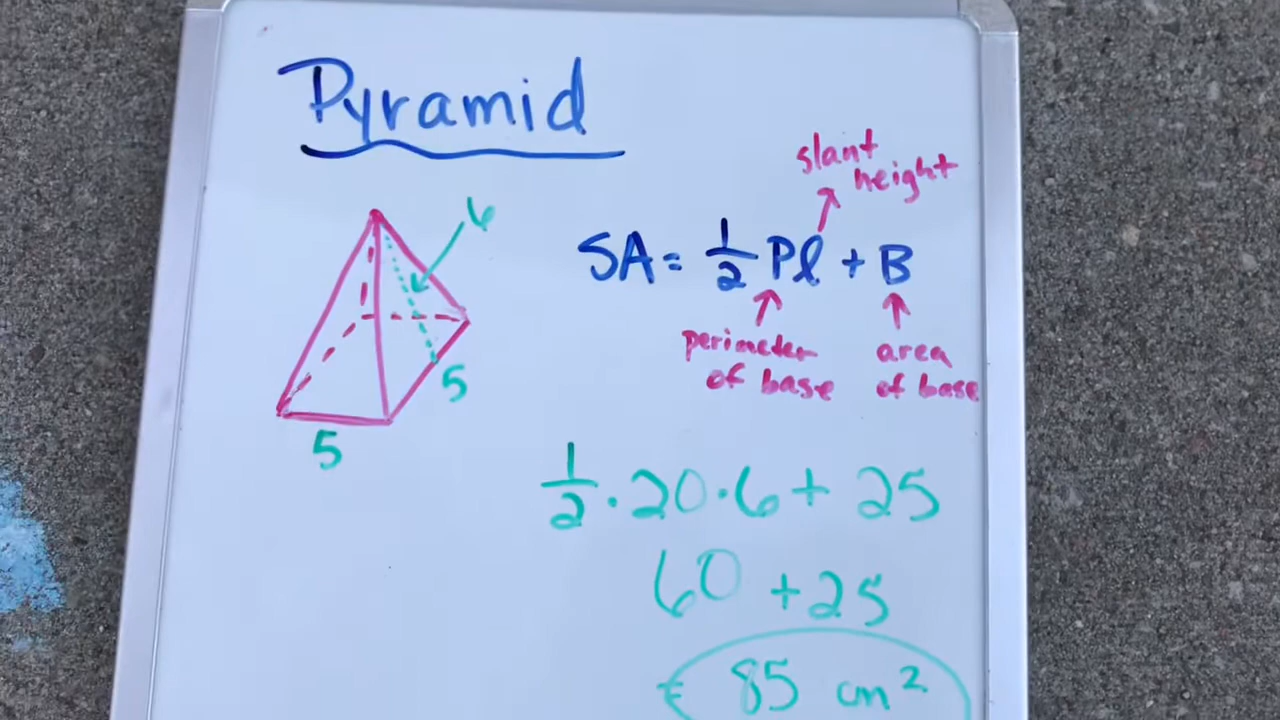 Pyramid
slant
height
6
SA = 1/2 Pl + B
perimeter
of base
area
of base
5
5
1/2 · 20 · 6 + 25
60 + 25
85 cm²